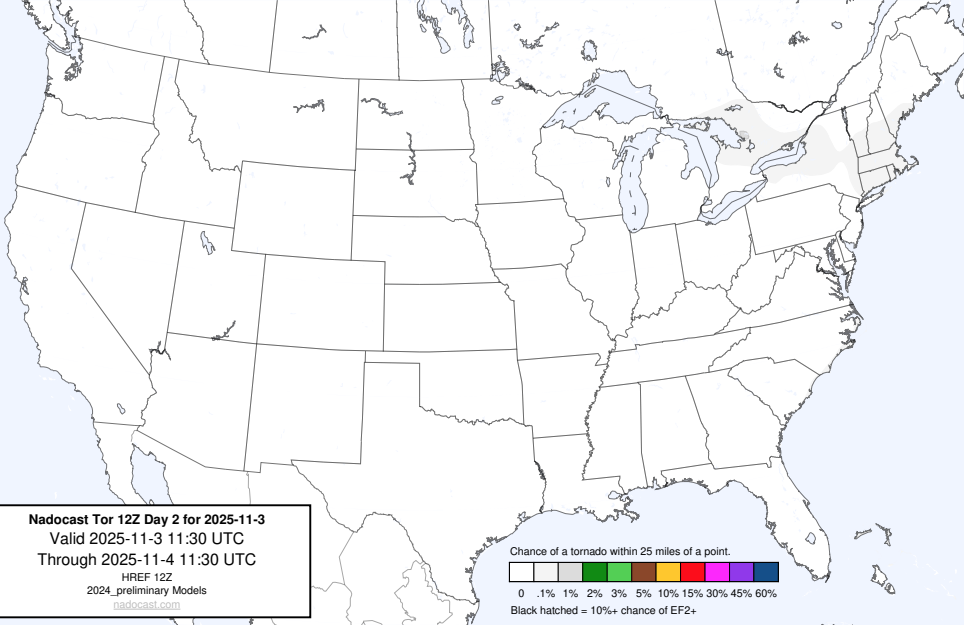 Nadocast Tor 12Z Day 2 for 2025-11-3
Valid 2025-11-3 11:30 UTC
Through 2025-11-4 11:30 UTC
HREF 12Z
2024_preliminary Models
nadocast.com
Chance of a tornado within 25 miles of a point.
0 .1% 1% 2% 3% 5% 10% 15% 30% 45% 60%
Black hatched = 10%+ chance of EF2+